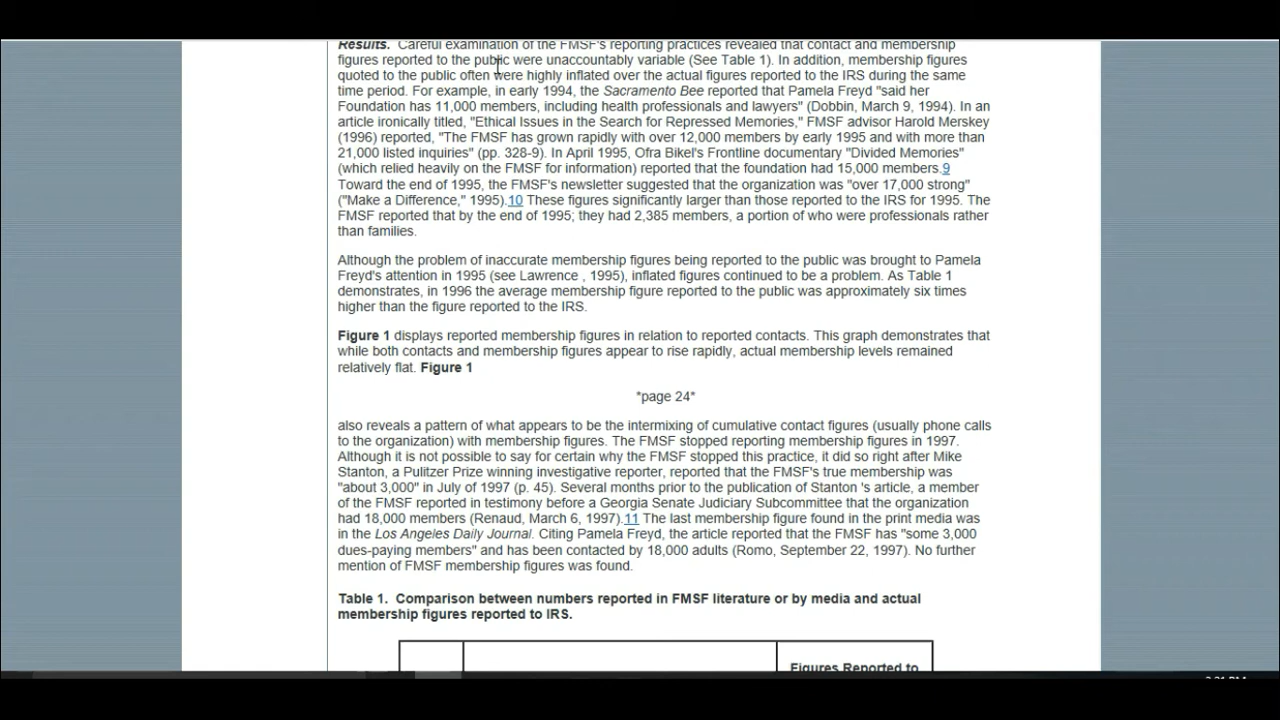 Results. Careful examination of the FMSF's reporting practices revealed that contact and membership
figures reported to the public were unaccountably variable (See Table 1). In addition, membership figures
quoted to the public often were highly inflated over the actual figures reported to the IRS during the same
time period. For example, in early 1994, the Sacramento Bee reported that Pamela Freyd "said her
Foundation has 11,000 members, including health professionals and lawyers" (Dobbin, March 9, 1994). In an
article ironically titled, "Ethical Issues in the Search for Repressed Memories," FMSF advisor Harold Merskey
(1996) reported, "The FMSF has grown rapidly with over 12,000 members by early 1995 and with more than
21,000 listed inquiries" (pp. 328-9). In April 1995, Ofra Bikel's Frontline documentary "Divided Memories"
(which relied heavily on the FMSF for information) reported that the foundation had 15,000 members.9
Toward the end of 1995, the FMSF's newsletter suggested that the organization was "over 17,000 strong"
("Make a Difference," 1995).10 These figures significantly larger than those reported to the IRS for 1995. The
FMSF reported that by the end of 1995; they had 2,385 members, a portion of who were professionals rather
than families.
Although the problem of inaccurate membership figures being reported to the public was brought to Pamela
Freyd's attention in 1995 (see Lawrence , 1995), inflated figures continued to be a problem. As Table 1
demonstrates, in 1996 the average membership figure reported to the public was approximately six times
higher than the figure reported to the IRS.
Figure 1 displays reported membership figures in relation to reported contacts. This graph demonstrates that
while both contacts and membership figures appear to rise rapidly, actual membership levels remained
relatively flat. Figure 1
*page 24*
also reveals a pattern of what appears to be the intermixing of cumulative contact figures (usually phone calls
to the organization) with membership figures. The FMSF stopped reporting membership figures in 1997.
Although it is not possible to say for certain why the FMSF stopped this practice, it did so right after Mike
Stanton, a Pulitzer Prize winning investigative reporter, reported that the FMSF's true membership was
"about 3,000" in July of 1997 (p. 45). Several months prior to the publication of Stanton 's article, a member
of the FMSF reported in testimony before a Georgia Senate Judiciary Subcommittee that the organization
had 18,000 members (Renaud, March 6, 1997).11 The last membership figure found in the print media was
in the Los Angeles Daily Journal. Citing Pamela Freyd, the article reported that the FMSF has "some 3,000
dues-paying members" and has been contacted by 18,000 adults (Romo, September 22, 1997). No further
mention of FMSF membership figures was found.
Table 1. Comparison between numbers reported in FMSF literature or by media and actual
membership figures reported to IRS.
Figures Reported to